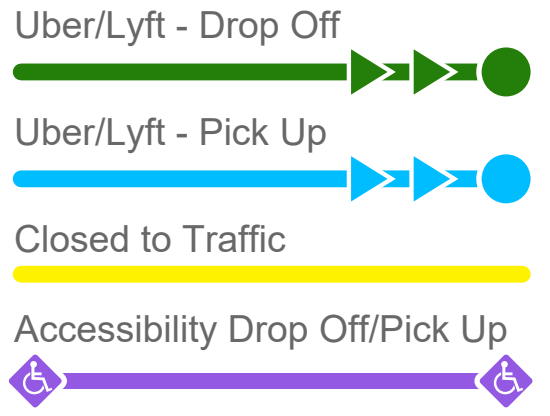 Uber/Lyft - Drop Off
Uber/Lyft - Pick Up
Closed to Traffic
Accessibility Drop Off/Pick Up